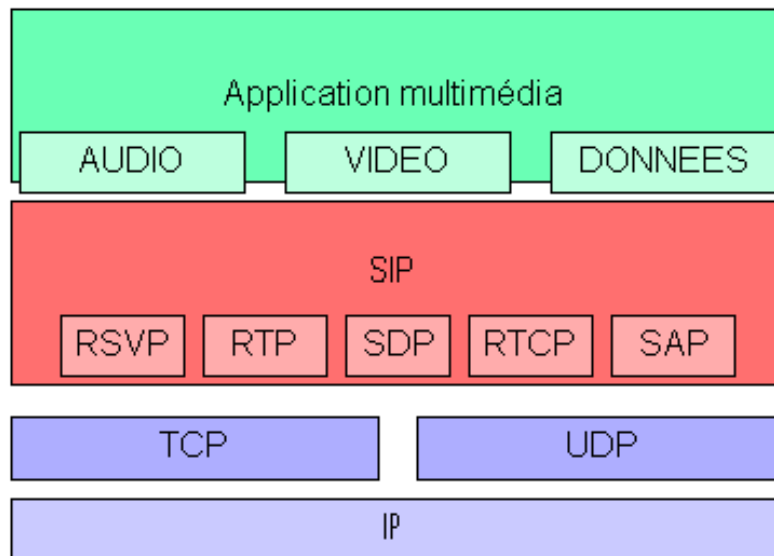 Application multimédia
AUDIO VIDEO DONNEES
SIP
RSVP RTP SDP RTCP SAP
TCP UDP
IP